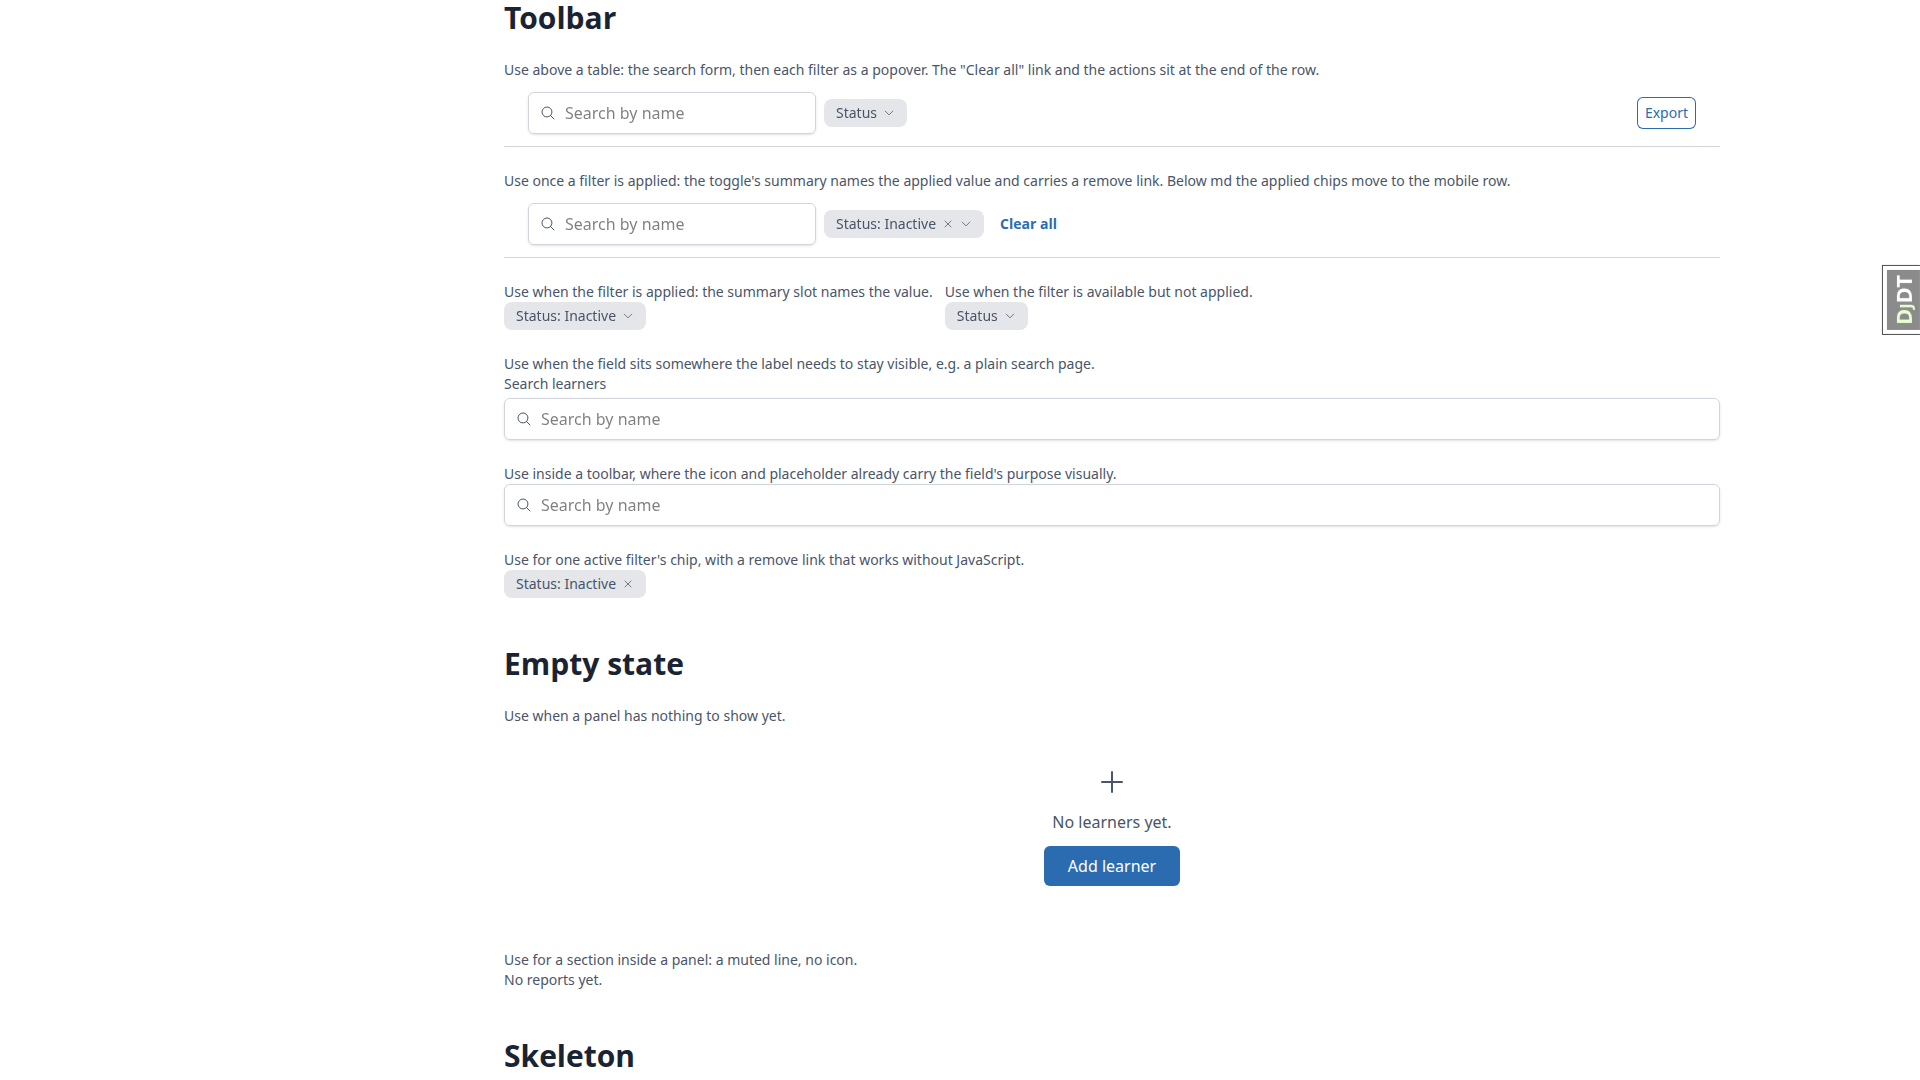 Toolbar
Use above a table: the search form, then each filter as a popover. The "Clear all" link and the actions sit at the end of the row.
Search by name
Status
Export
Use once a filter is applied: the toggle's summary names the applied value and carries a remove link. Below md the applied chips move to the mobile row.
Search by name
Status: Inactive
Clear all
Use when the filter is applied: the summary slot names the value.
Use when the filter is available but not applied.
Status: Inactive
Status
DjDT
Use when the field sits somewhere the label needs to stay visible, e.g. a plain search page.
Search learners
Search by name
Use inside a toolbar, where the icon and placeholder already carry the field's purpose visually.
Search by name
Use for one active filter's chip, with a remove link that works without JavaScript.
Status: Inactive
Empty state
Use when a panel has nothing to show yet.
No learners yet.
Add learner
Use for a section inside a panel: a muted line, no icon.
No reports yet.
Skeleton